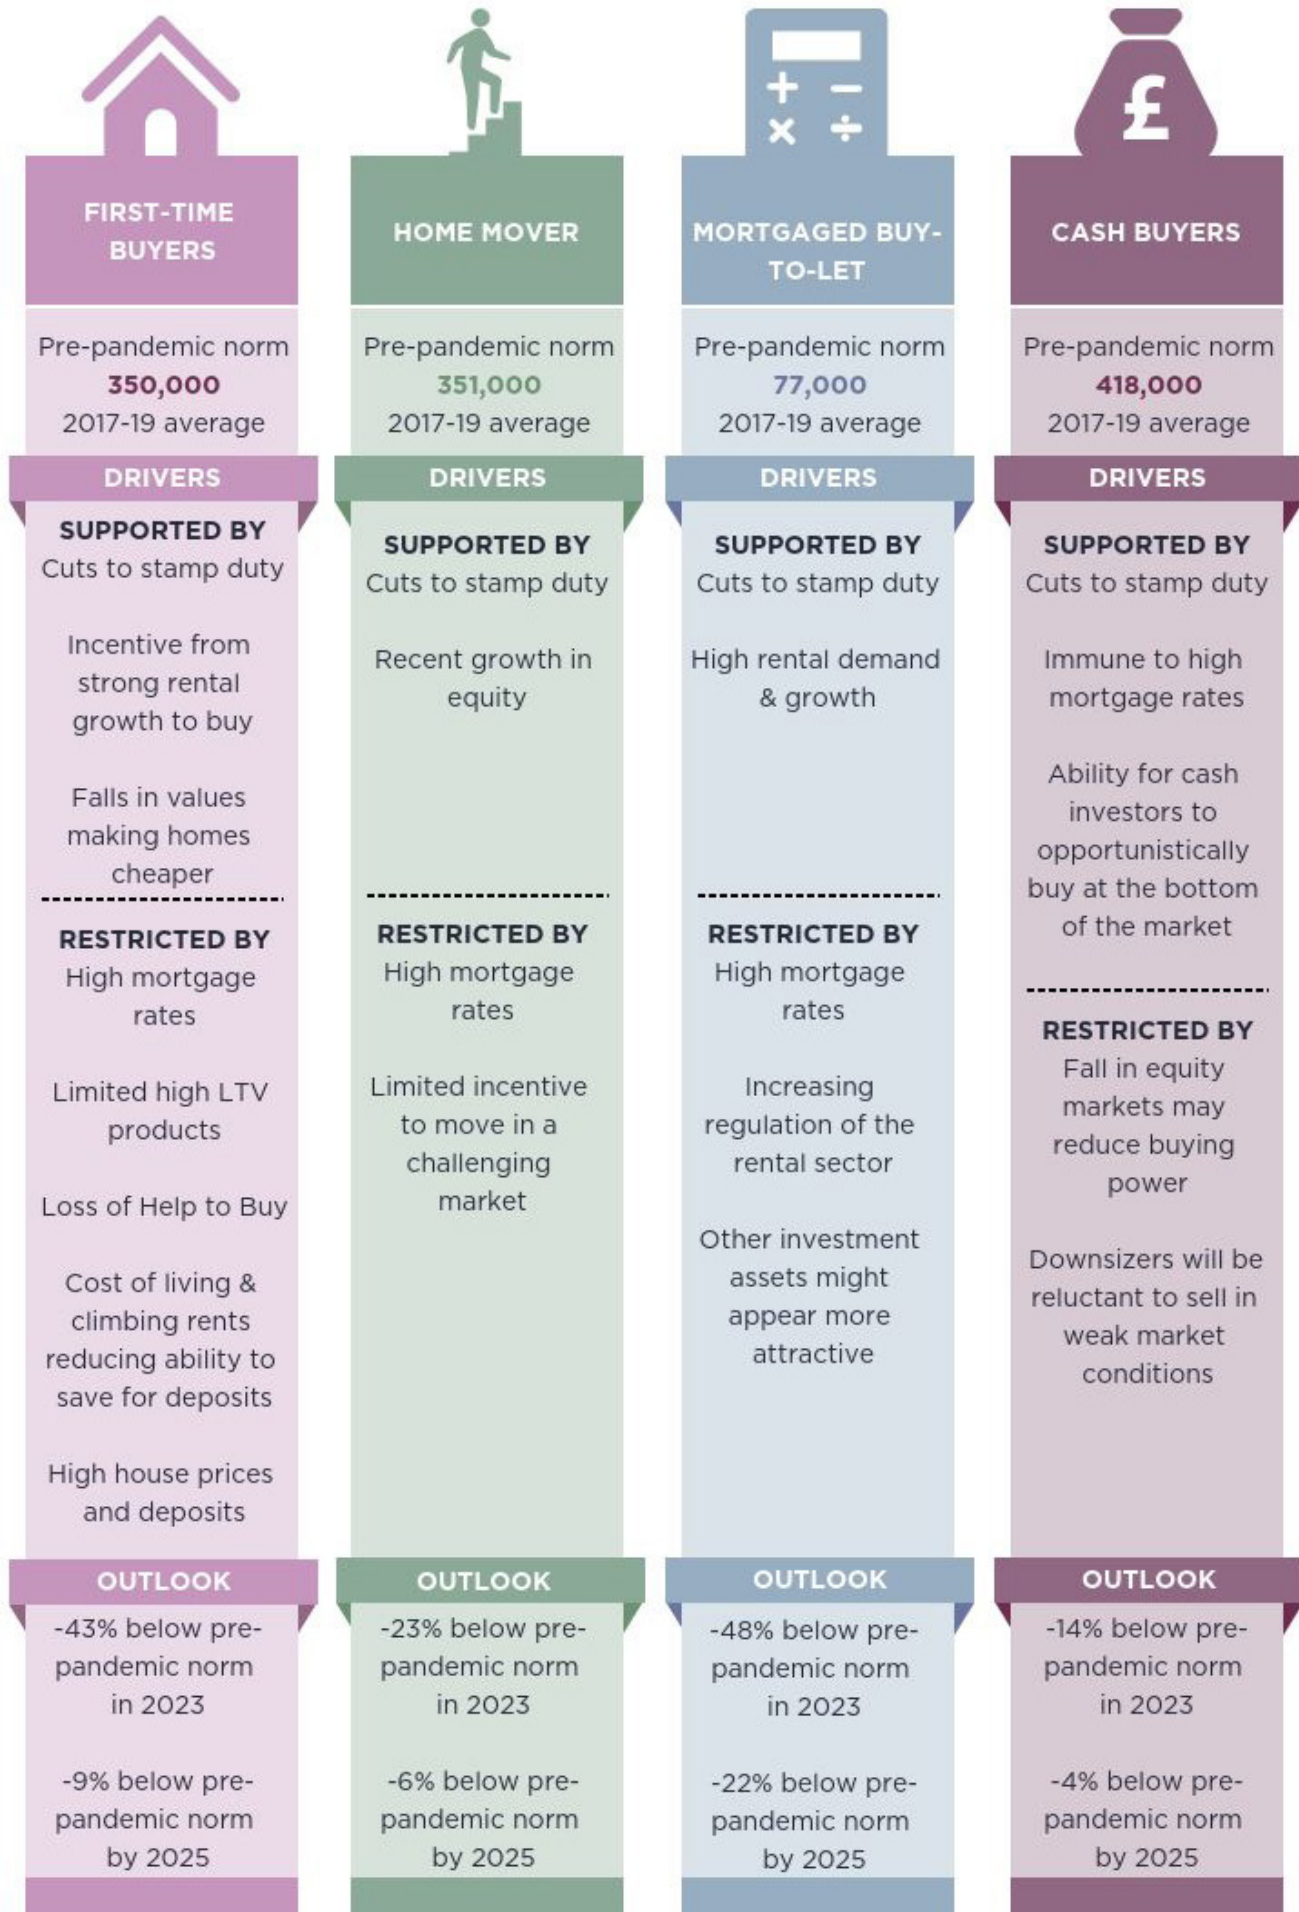 FIRST-TIME
BUYERS
Pre-pandemic norm
350,000
2017-19 average
DRIVERS
SUPPORTED BY
Cuts to stamp duty
Incentive from
strong rental
growth to buy
Falls in values
making homes
cheaper
RESTRICTED BY
High mortgage
rates
Limited high LTV
products
Loss of Help to Buy
Cost of living &
climbing rents
reducing ability to
save for deposits
High house prices
and deposits
OUTLOOK
-43% below pre-
pandemic norm
in 2023
-9% below pre-
pandemic norm
by 2025
HOME MOVER
Pre-pandemic norm
351,000
2017-19 average
DRIVERS
SUPPORTED BY
Cuts to stamp duty
Recent growth in
equity
RESTRICTED BY
High mortgage
rates
Limited incentive
to move in a
challenging
market
OUTLOOK
-23% below pre-
pandemic norm
in 2023
-6% below pre-
pandemic norm
by 2025
+ −
× ÷
MORTGAGED BUY-
TO-LET
Pre-pandemic norm
77,000
2017-19 average
DRIVERS
SUPPORTED BY
Cuts to stamp duty
High rental demand
& growth
RESTRICTED BY
High mortgage
rates
Increasing
regulation of the
rental sector
Other investment
assets might
appear more
attractive
OUTLOOK
-48% below pre-
pandemic norm
in 2023
-22% below pre-
pandemic norm
by 2025
£
CASH BUYERS
Pre-pandemic norm
418,000
2017-19 average
DRIVERS
SUPPORTED BY
Cuts to stamp duty
Immune to high
mortgage rates
Ability for cash
investors to
opportunistically
buy at the bottom
of the market
RESTRICTED BY
Fall in equity
markets may
reduce buying
power
Downsizers will be
reluctant to sell in
weak market
conditions
OUTLOOK
-14% below pre-
pandemic norm
in 2023
-4% below pre-
pandemic norm
by 2025